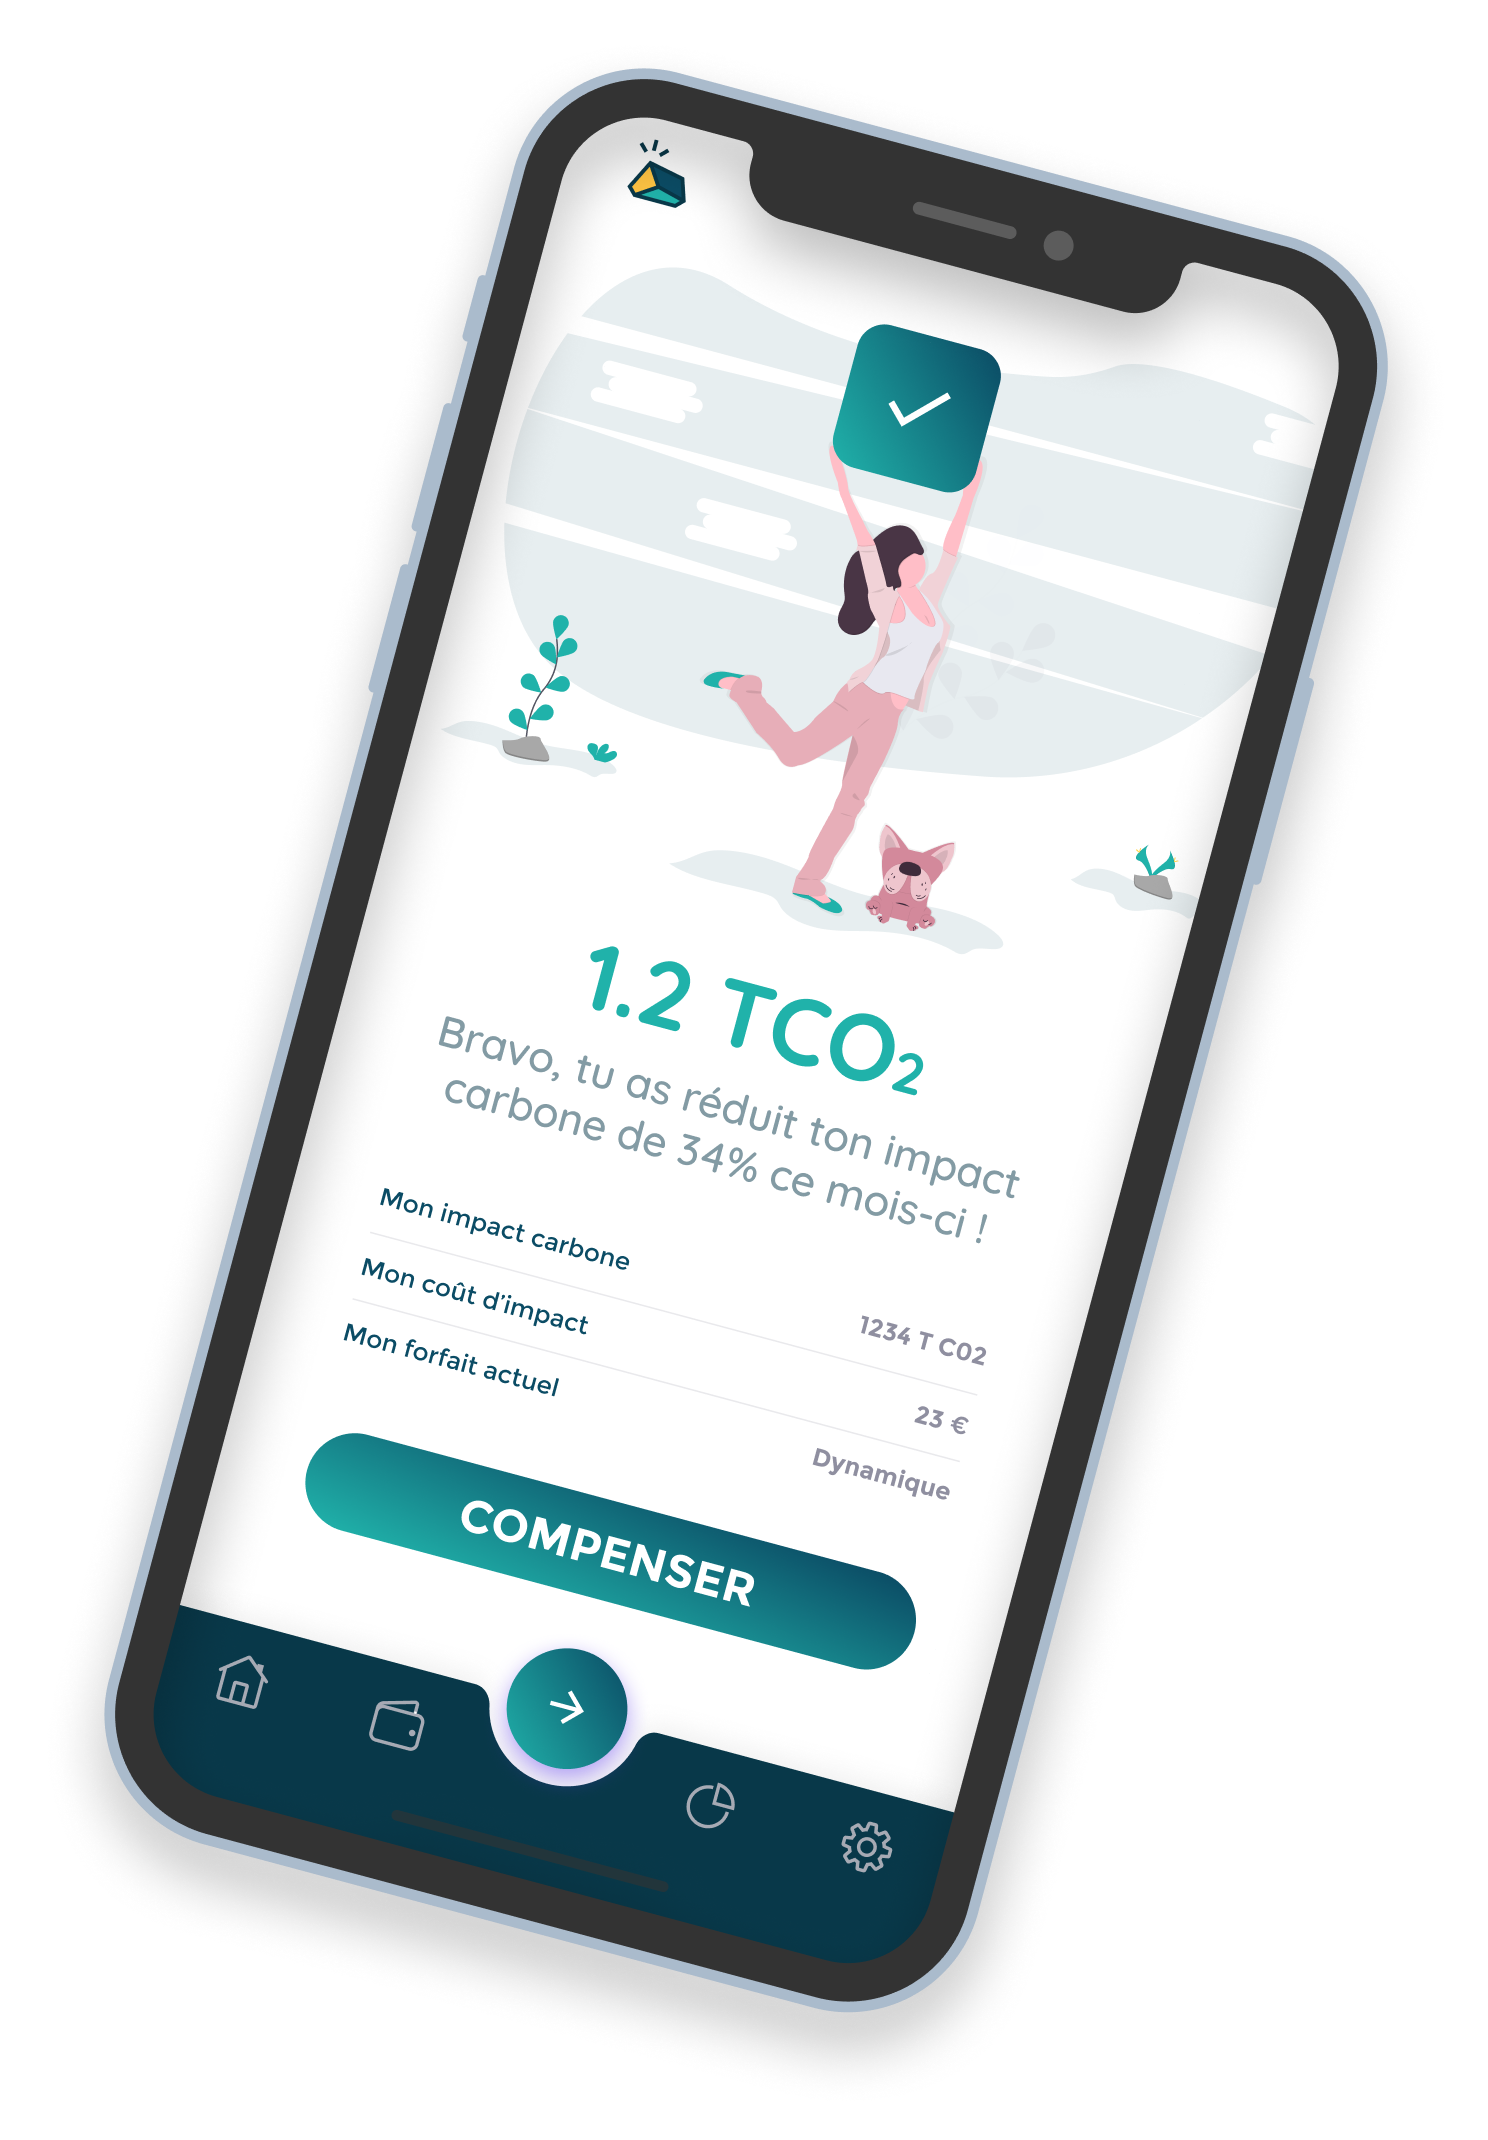 1.2 TCO₂
Bravo, tu as réduit ton impact
carbone de 34% ce mois-ci !
Mon impact carbone
1234 T C02
Mon coût d'impact
23 €
Mon forfait actuel
Dynamique
COMPENSER